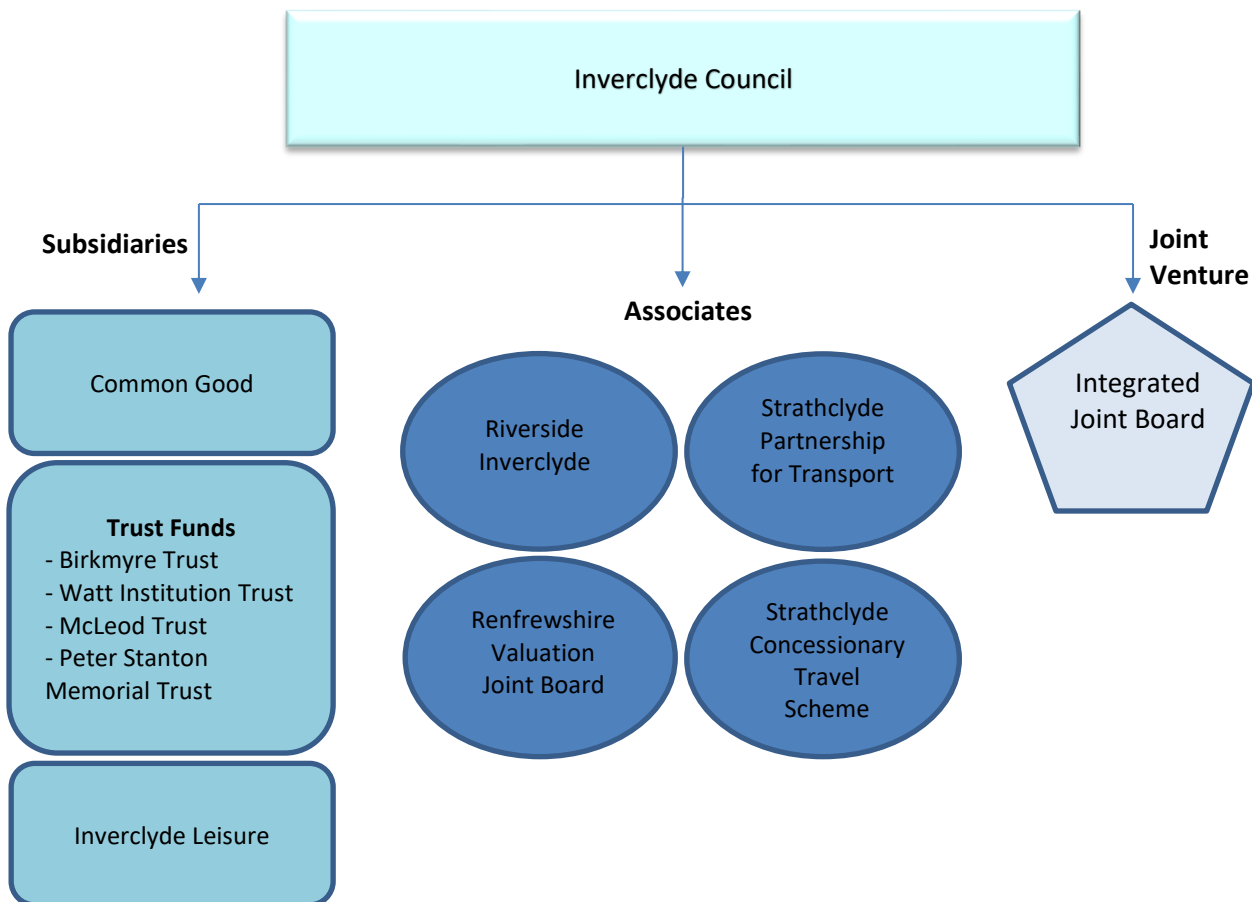 Inverclyde Council
Subsidiaries
Common Good
Trust Funds
- Birkmyre Trust
- Watt Institution Trust
- McLeod Trust
- Peter Stanton
Memorial Trust
Inverclyde Leisure
Associates
Riverside
Inverclyde
Strathclyde
Partnership
for Transport
Renfrewshire
Valuation
Joint Board
Strathclyde
Concessionary
Travel
Scheme
Joint
Venture
Integrated
Joint Board